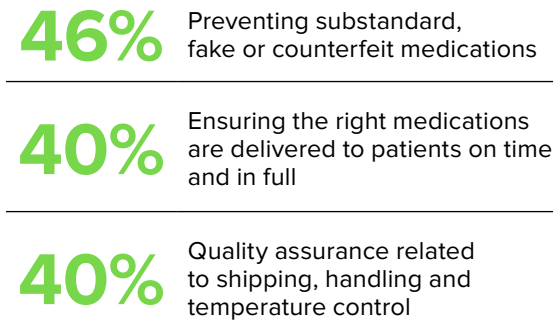 46%
Preventing substandard,
fake or counterfeit medications
40%
Ensuring the right medications
are delivered to patients on time
and in full
40%
Quality assurance related
to shipping, handling and
temperature control